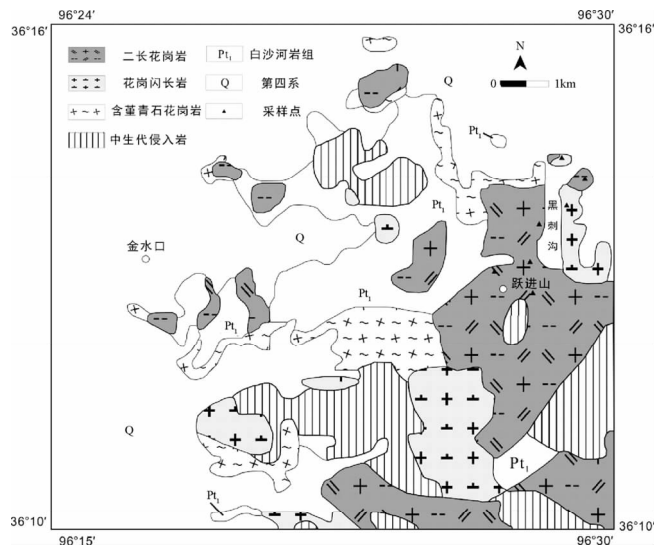 96°24′ 96°30′
36°16′ 36°16′
二长花岗岩 Pt₁ 白沙河岩组
花岗闪长岩 Q 第四系
含堇青石花岗岩 采样点
中生代侵入岩
N
0 1km
Q
Pt₁
Pt₁
黑刺沟
Q
金水口
跃进山
Pt₁
Pt₁
Q
Pt₁
Pt₁
36°10′ 36°10′
96°15′ 96°30′